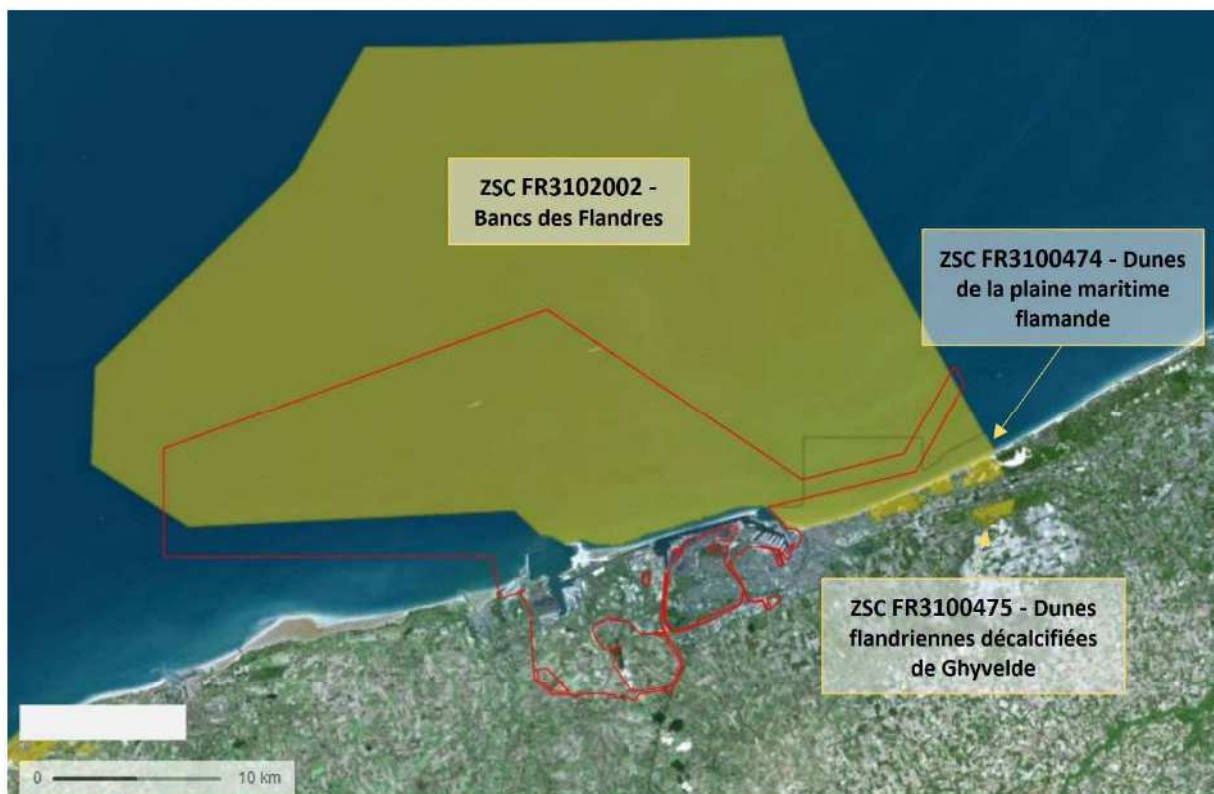 ZSC FR3102002 -
Bancs des Flandres
ZSC FR3100474 - Dunes
de la plaine maritime
flamande
ZSC FR3100475 - Dunes
flandriennes décalcifiées
de Ghyvelde
0 10 km